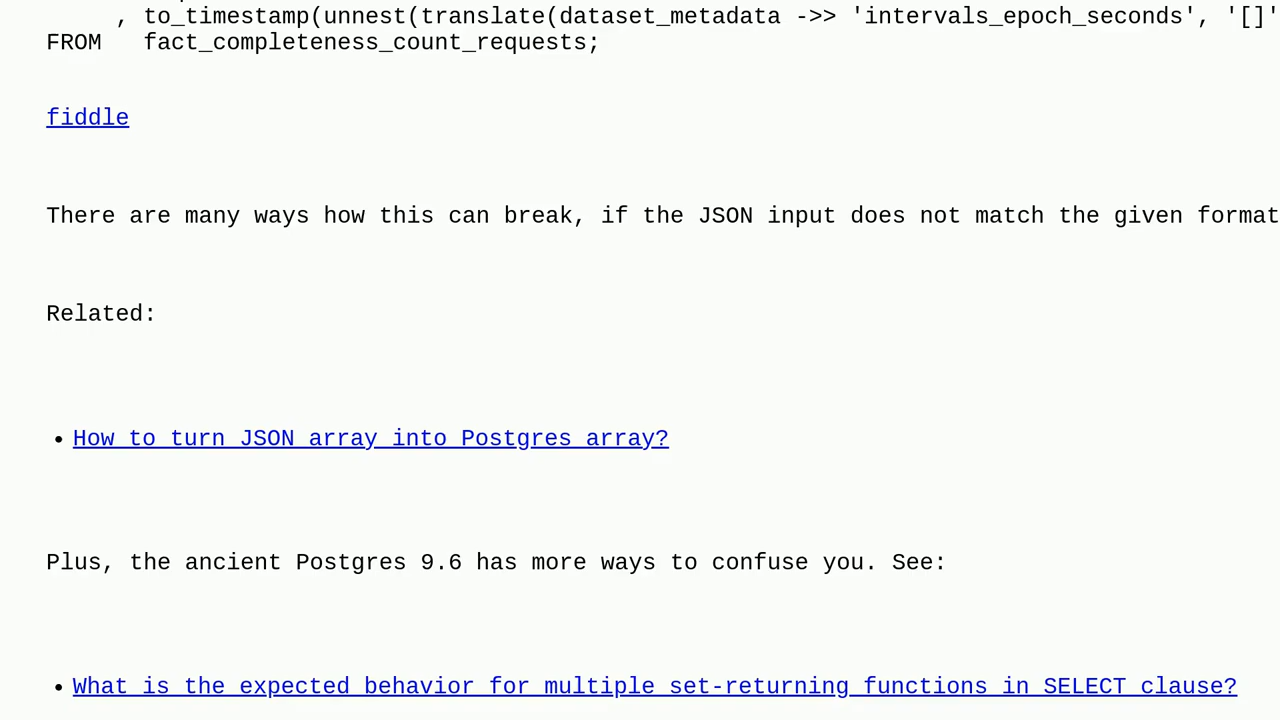 , to_timestamp(unnest(translate(dataset_metadata ->> 'intervals_epoch_seconds', '[]'
FROM   fact_completeness_count_requests;
fiddle
There are many ways how this can break, if the JSON input does not match the given format
Related:
• How to turn JSON array into Postgres array?
Plus, the ancient Postgres 9.6 has more ways to confuse you. See:
• What is the expected behavior for multiple set-returning functions in SELECT clause?